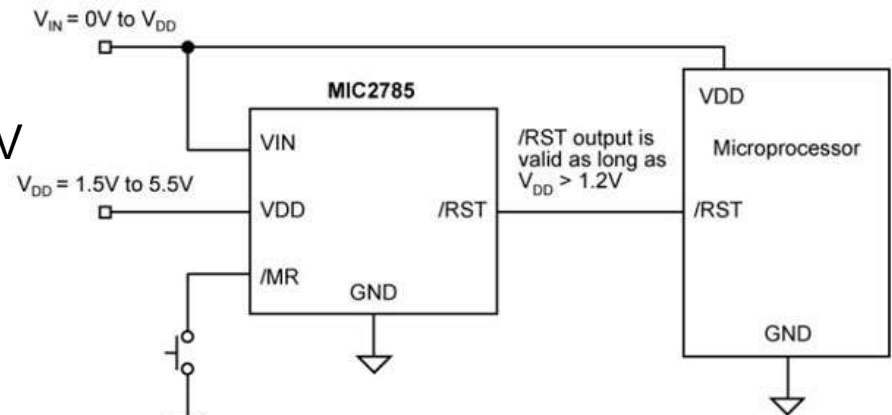 V_IN = 0V to V_DD
MIC2785
VDD
VIN
/RST output is
valid as long as
V_DD > 1.2V
Microprocessor
V
V_DD = 1.5V to 5.5V
VDD
/RST
/RST
/MR
GND
GND